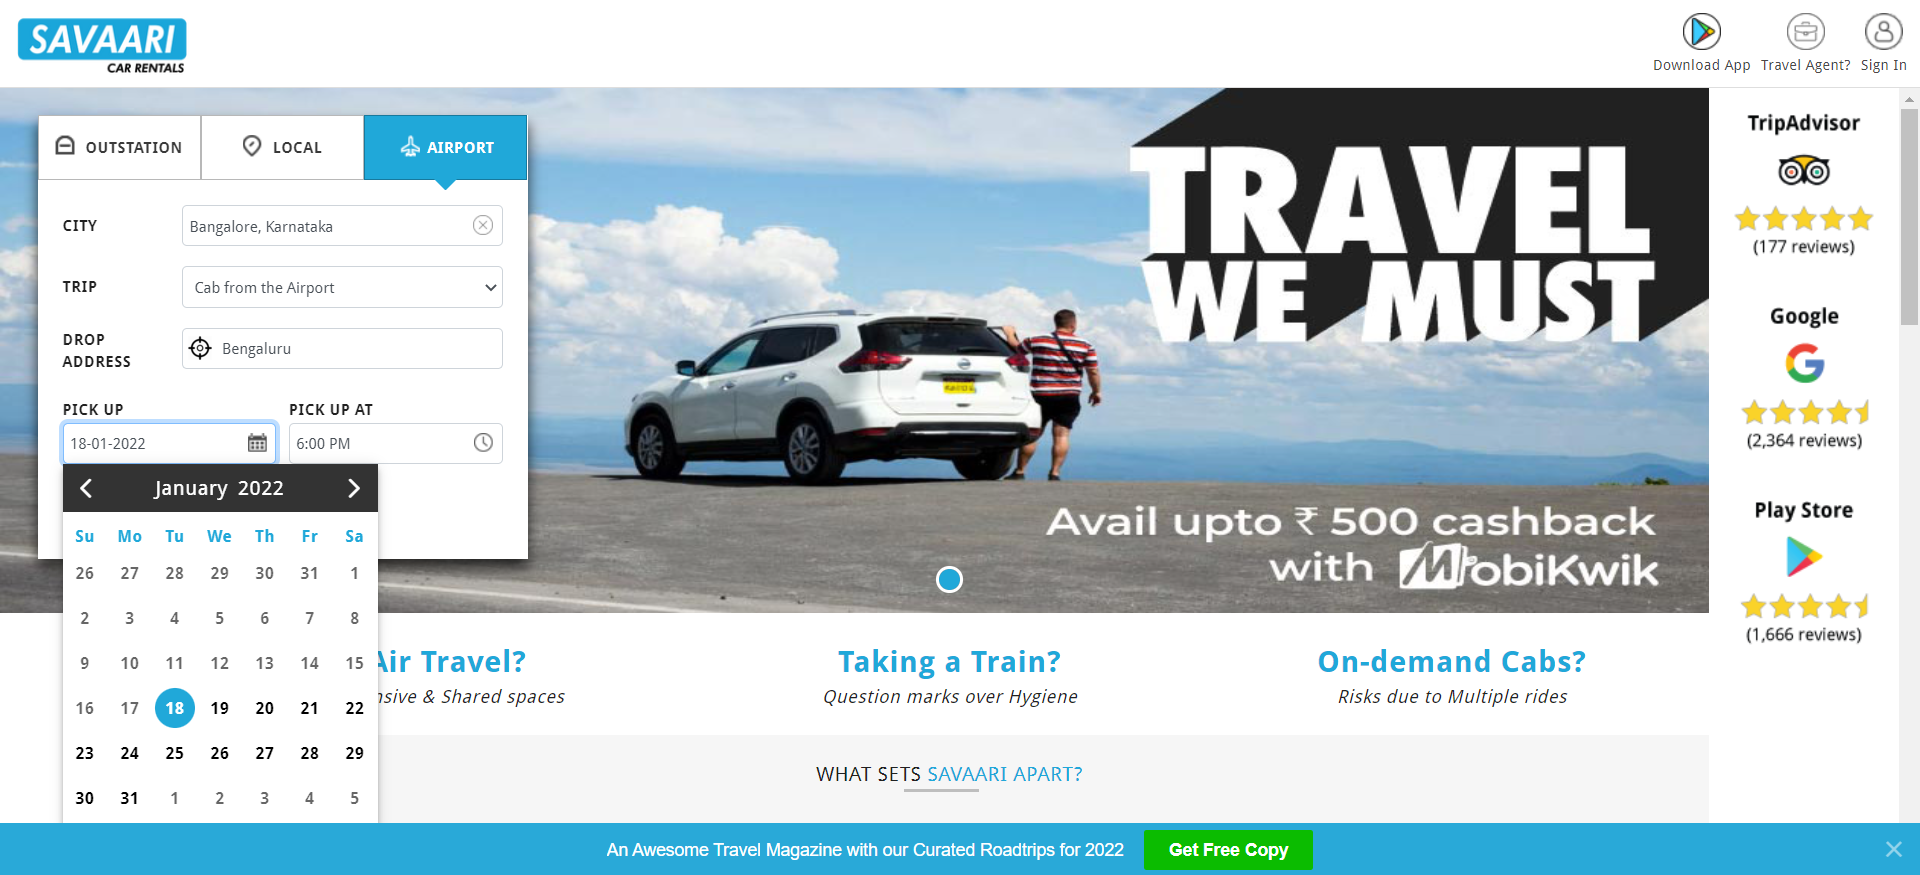 SAVAARI
CAR RENTALS
Download App
Travel Agent?
Sign In
OUTSTATION
LOCAL
AIRPORT
CITY
Bangalore, Karnataka
TRIP
Cab from the Airport
DROP
ADDRESS
Bengaluru
PICK UP
PICK UP AT
18-01-2022
6:00 PM
January 2022
Su Mo Tu We Th Fr Sa
26 27 28 29 30 31 1
2 3 4 5 6 7 8
9 10 11 12 13 14 15
16 17 18 19 20 21 22
23 24 25 26 27 28 29
30 31 1 2 3 4 5
TRAVEL
WE MUST
Avail upto ₹ 500 cashback
with MobiKwik
TripAdvisor
(177 reviews)
Google
(2,364 reviews)
Play Store
(1,666 reviews)
Air Travel?
nsive & Shared spaces
Taking a Train?
Question marks over Hygiene
On-demand Cabs?
Risks due to Multiple rides
WHAT SETS SAVAARI APART?
An Awesome Travel Magazine with our Curated Roadtrips for 2022
Get Free Copy